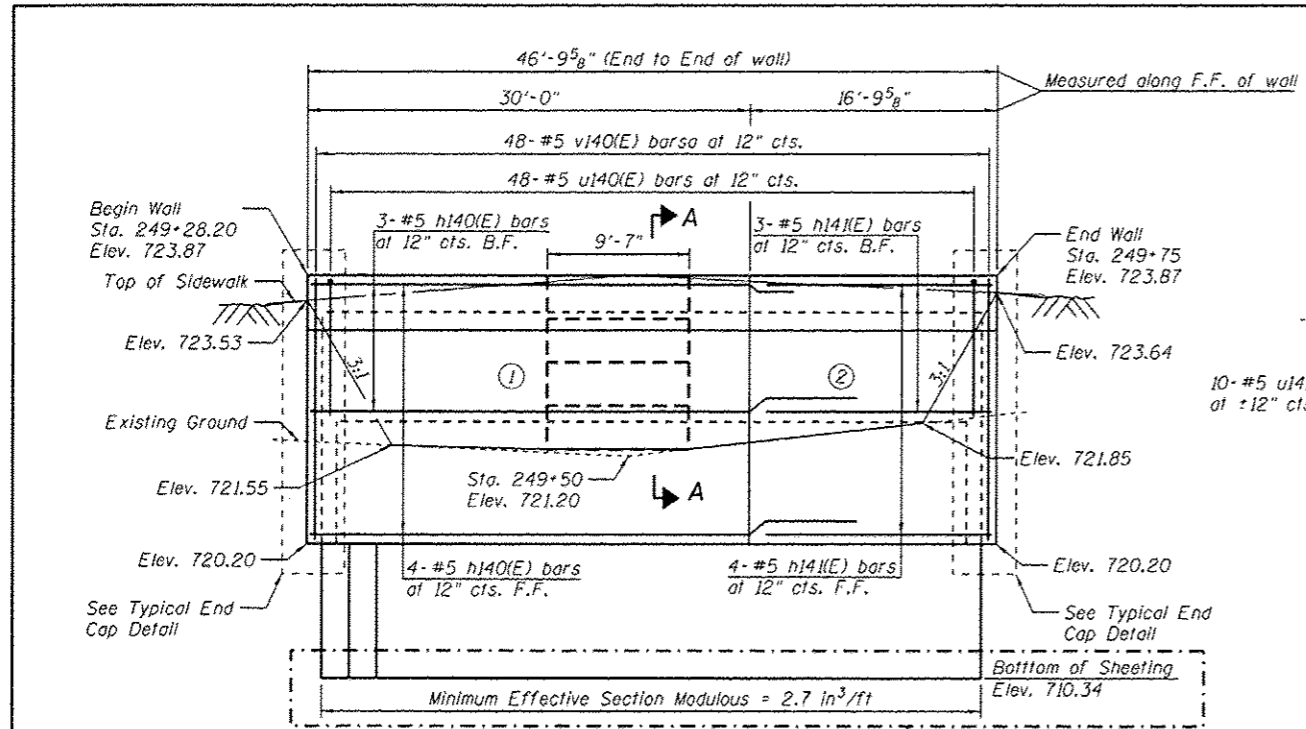 46'-9⅝" (End to End of wall)
Measured along F.F. of wall
30'-0"
16'-9⅝"
48- #5 v140(E) barsa at 12" cts.
48- #5 u140(E) bars at 12" cts.
Begin Wall
Sta. 249+28.20
Elev. 723.87
3- #5 h140(E) bars
at 12" cts. B.F.
A
9'-7"
3- #5 h141(E) bars
at 12" cts. B.F.
End Wall
Sta. 249+75
Elev. 723.87
Top of Sidewalk
Elev. 723.53
3:1
1
2
3:1
Elev. 723.64
10- #5 u14
at ±12" cts
Existing Ground
Elev. 721.55
Sta. 249+50
Elev. 721.20
A
Elev. 721.85
Elev. 720.20
4- #5 h140(E) bars
at 12" cts. F.F.
4- #5 h141(E) bars
at 12" cts. F.F.
Elev. 720.20
See Typical End
Cap Detail
See Typical End
Cap Detail
Botttom of Sheeting
Elev. 710.34
Minimum Effective Section Modulous = 2.7 in³/ft